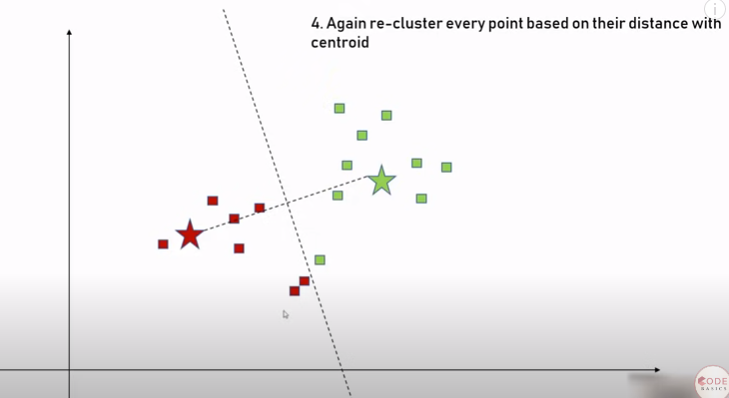 4. Again re-cluster every point based on their distance with
centroid
CODE
BASICS